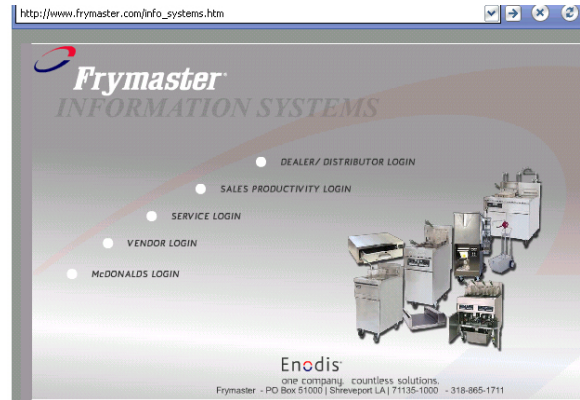 http://www.frymaster.com/info_systems.htm
Frymaster
INFORMATION SYSTEMS
DEALER/ DISTRIBUTOR LOGIN
SALES PRODUCTIVITY LOGIN
SERVICE LOGIN
VENDOR LOGIN
McDONALDS LOGIN
Enodis
one company. countless solutions.
Frymaster - PO Box 51000 | Shreveport LA | 71135-1000 - 318-865-1711